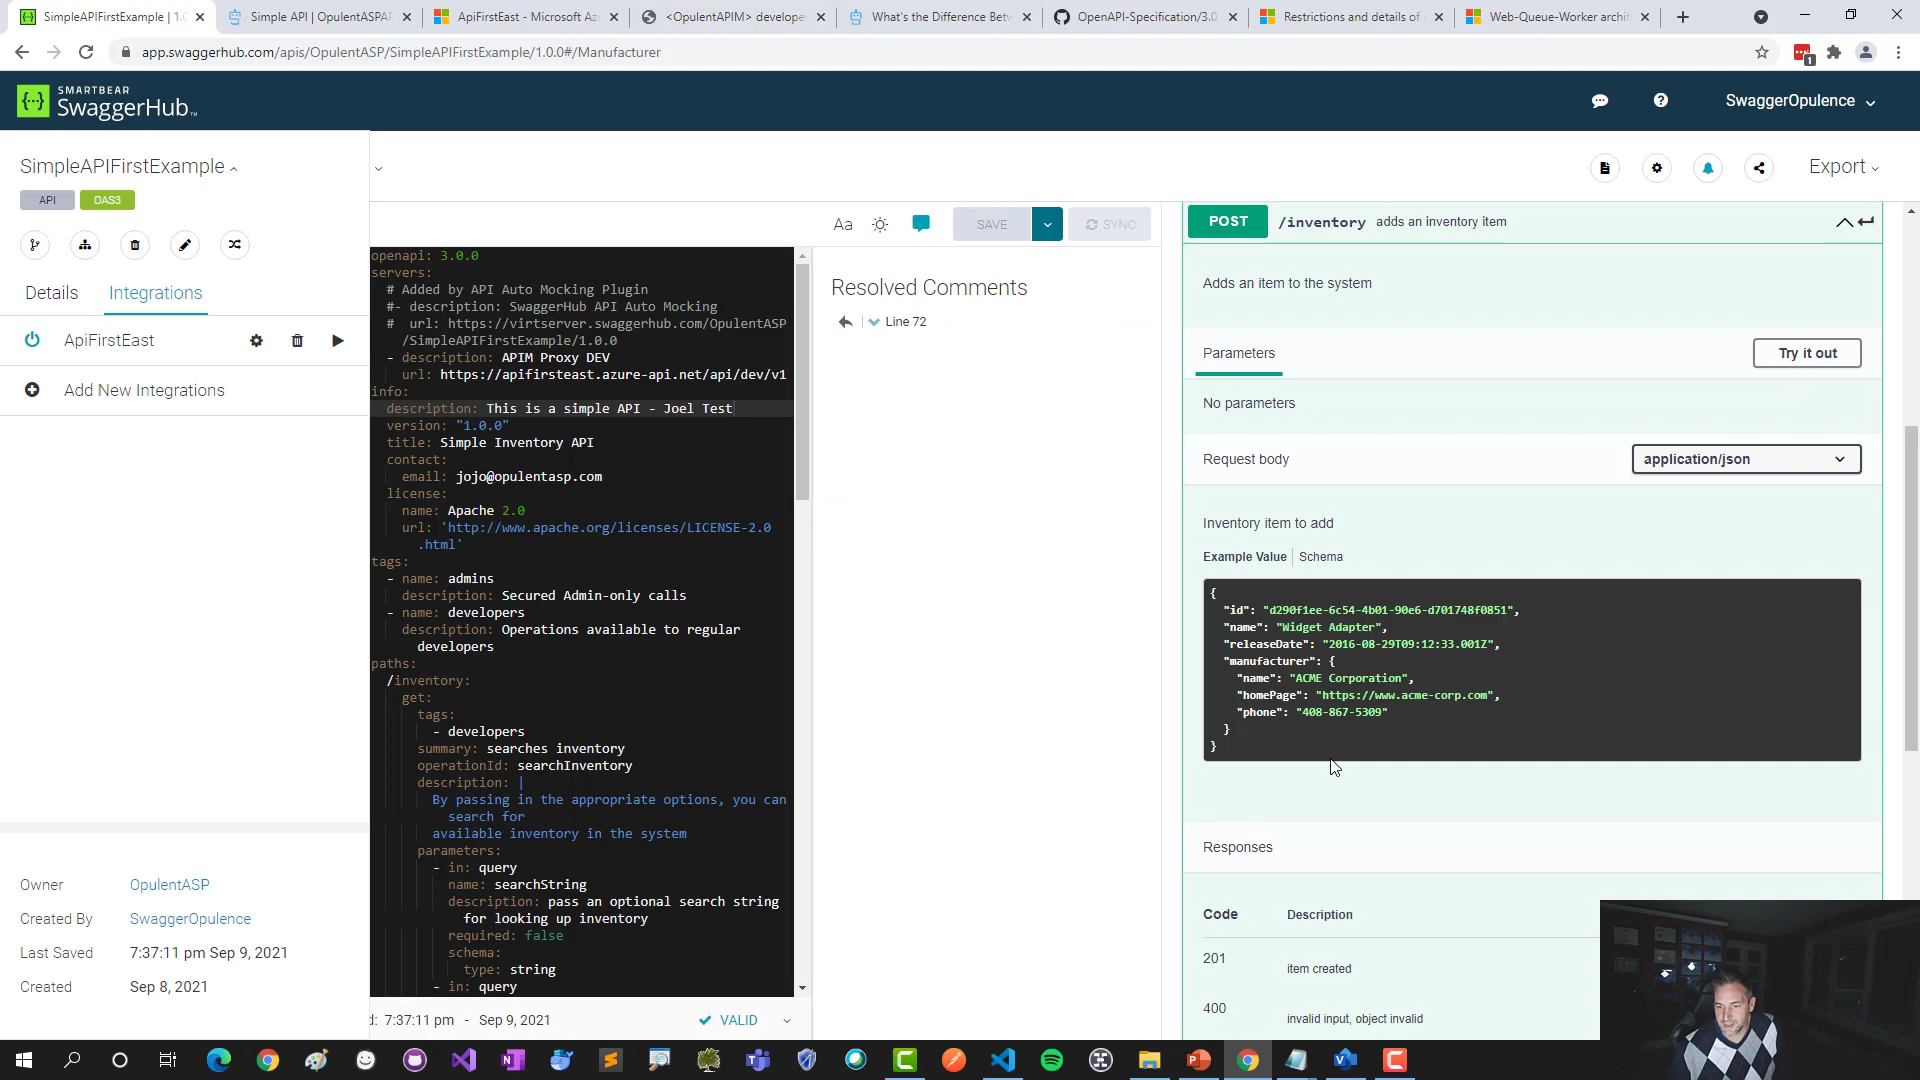 SimpleAPIFirstExample | 1.0
Simple API | OpulentASPAP
ApiFirstEast - Microsoft Az
<OpulentAPIM> develope
What's the Difference Betw
OpenAPI-Specification/3.0
Restrictions and details of
Web-Queue-Worker archit
app.swaggerhub.com/apis/OpulentASP/SimpleAPIFirstExample/1.0.0#/Manufacturer
1
SMARTBEAR
SwaggerHub™
SwaggerOpulence
SimpleAPIFirstExample
API OAS3
Export
Details Integrations
ApiFirstEast
Add New Integrations
Owner OpulentASP
Created By SwaggerOpulence
Last Saved 7:37:11 pm Sep 9, 2021
Created Sep 8, 2021
Aa SAVE SYNC
openapi: 3.0.0
servers:
# Added by API Auto Mocking Plugin
#- description: SwaggerHub API Auto Mocking
# url: https://virtserver.swaggerhub.com/OpulentASP
/SimpleAPIFirstExample/1.0.0
- description: APIM Proxy DEV
url: https://apifirsteast.azure-api.net/api/dev/v1
info:
description: This is a simple API - Joel Test
version: "1.0.0"
title: Simple Inventory API
contact:
email: jojo@opulentasp.com
license:
name: Apache 2.0
url: 'http://www.apache.org/licenses/LICENSE-2.0
.html'
tags:
- name: admins
description: Secured Admin-only calls
- name: developers
description: Operations available to regular
developers
paths:
/inventory:
get:
tags:
- developers
summary: searches inventory
operationId: searchInventory
description: |
By passing in the appropriate options, you can
search for
available inventory in the system
parameters:
- in: query
name: searchString
description: pass an optional search string
for looking up inventory
required: false
schema:
type: string
- in: query
d: 7:37:11 pm - Sep 9, 2021 VALID
Resolved Comments
Line 72
POST /inventory adds an inventory item
Adds an item to the system
Parameters Try it out
No parameters
Request body application/json
Inventory item to add
Example Value Schema
{
"id": "d290f1ee-6c54-4b01-90e6-d701748f0851",
"name": "Widget Adapter",
"releaseDate": "2016-08-29T09:12:33.001Z",
"manufacturer": {
"name": "ACME Corporation",
"homePage": "https://www.acme-corp.com",
"phone": "408-867-5309"
}
}
Responses
Code Description
201 item created
400 invalid input, object invalid